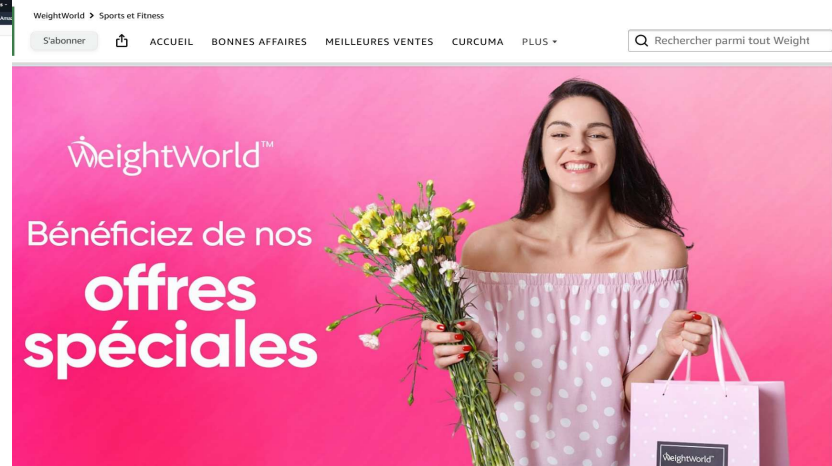 WeightWorld > Sports et Fitness
S'abonner
ACCUEIL
BONNES AFFAIRES
MEILLEURES VENTES
CURCUMA
PLUS
Rechercher parmi tout Weight
WeightWorld™
Bénéficiez de nos
offres
spéciales
WeightWorld™